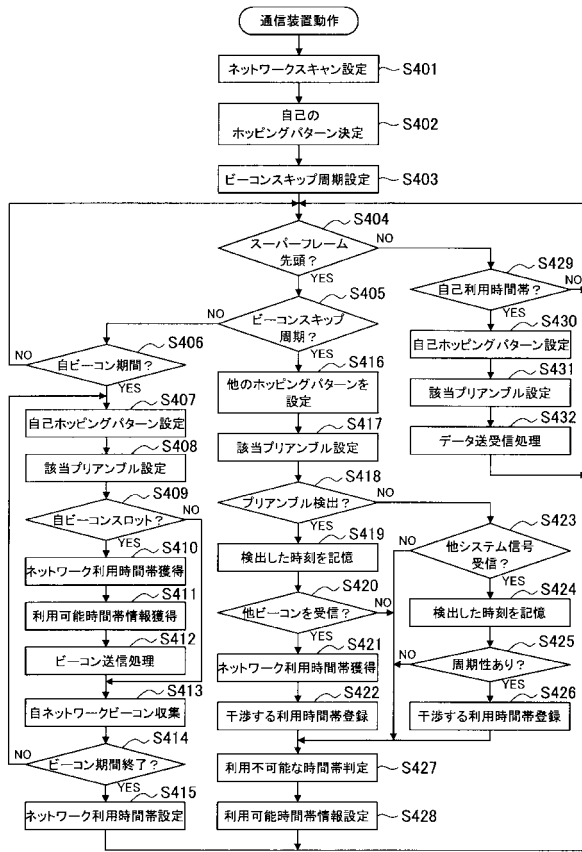 通信装置動作
ネットワークスキャン設定
S401
自己の
ホッピングパターン決定
S402
ビーコンスキップ周期設定
S403
スーパーフレーム
先頭?
S404
NO
YES
ビーコンスキップ
周期?
S405
NO
YES
自ビーコン期間?
S406
NO
YES
自己ホッピングパターン設定
S407
該当プリアンブル設定
S408
自ビーコンスロット?
S409
NO
YES
ネットワーク利用時間帯獲得
S410
利用可能時間帯情報獲得
S411
ビーコン送信処理
S412
自ネットワークビーコン収集
S413
ビーコン期間終了?
S414
NO
YES
ネットワーク利用時間帯設定
S415
他のホッピングパターンを
設定
S416
該当プリアンブル設定
S417
プリアンブル検出?
S418
NO
YES
検出した時刻を記憶
S419
他ビーコンを受信?
S420
NO
YES
ネットワーク利用時間帯獲得
S421
干渉する利用時間帯登録
S422
他システム信号
受信?
S423
NO
YES
検出した時刻を記憶
S424
周期性あり?
S425
NO
YES
干渉する利用時間帯登録
S426
利用不可能な時間帯判定
S427
利用可能時間帯情報設定
S428
自己利用時間帯?
S429
NO
YES
自己ホッピングパターン設定
S430
該当プリアンブル設定
S431
データ送受信処理
S432